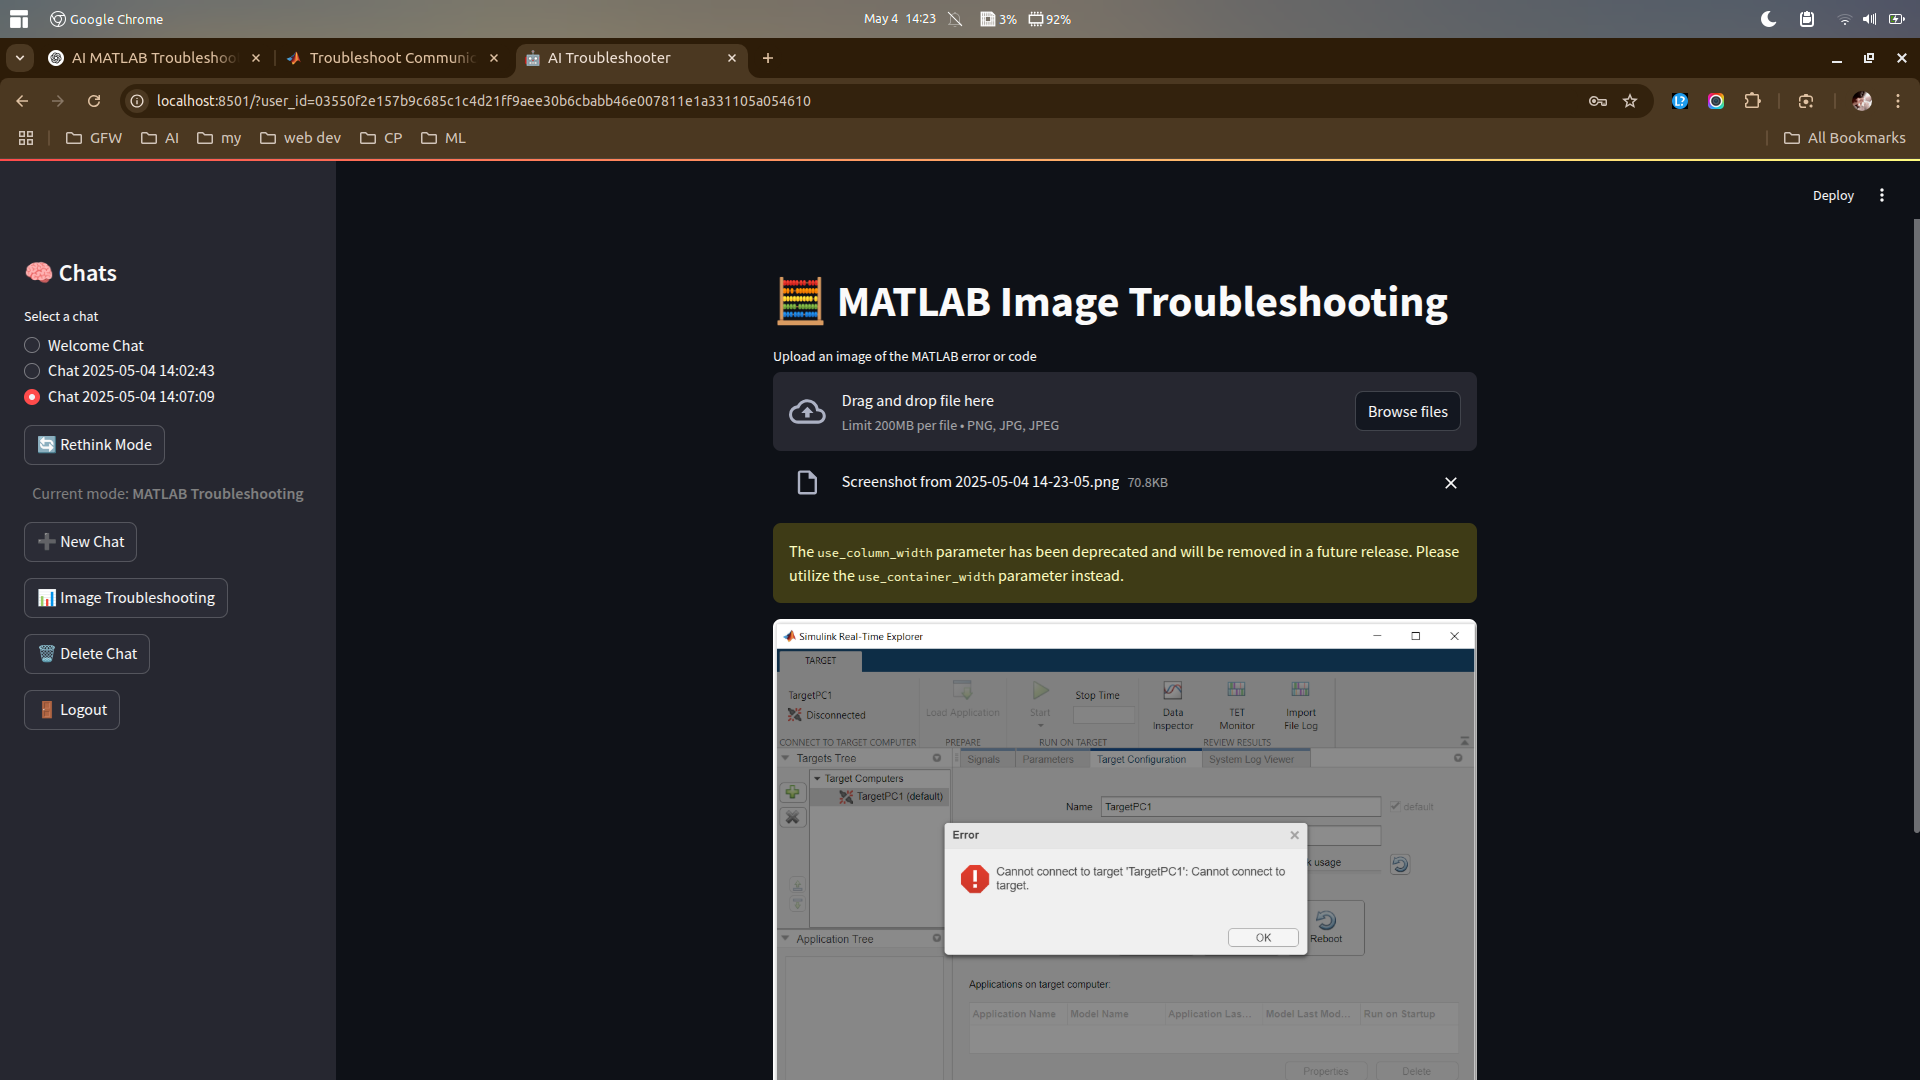 Google Chrome
May 4 14:23
3%
92%
AI MATLAB Troubleshoo
Troubleshoot Communic
AI Troubleshooter
localhost:8501/?user_id=03550f2e157b9c685c1c4d21ff9aee30b6cbabb46e007811e1a331105a054610
GFW
AI
my
web dev
CP
ML
All Bookmarks
Deploy
Chats
Select a chat
Welcome Chat
Chat 2025-05-04 14:02:43
Chat 2025-05-04 14:07:09
Rethink Mode
Current mode: MATLAB Troubleshooting
New Chat
Image Troubleshooting
Delete Chat
Logout
MATLAB Image Troubleshooting
Upload an image of the MATLAB error or code
Drag and drop file here
Limit 200MB per file • PNG, JPG, JPEG
Browse files
Screenshot from 2025-05-04 14-23-05.png 70.8KB
The use_column_width parameter has been deprecated and will be removed in a future release. Please
utilize the use_container_width parameter instead.
Simulink Real-Time Explorer
TARGET
TargetPC1
Disconnected
CONNECT TO TARGET COMPUTER
Load Application
PREPARE
Start
Stop Time
RUN ON TARGET
Data
Inspector
TET
Monitor
Import
File Log
REVIEW RESULTS
Targets Tree
Target Computers
TargetPC1 (default)
Application Tree
Signals
Parameters
Target Configuration
System Log Viewer
Name
TargetPC1
default
k usage
Error
Cannot connect to target 'TargetPC1': Cannot connect to
target.
OK
Reboot
Applications on target computer:
Application Name
Model Name
Application Las...
Model Last Mod...
Run on Startup
Properties
Delete